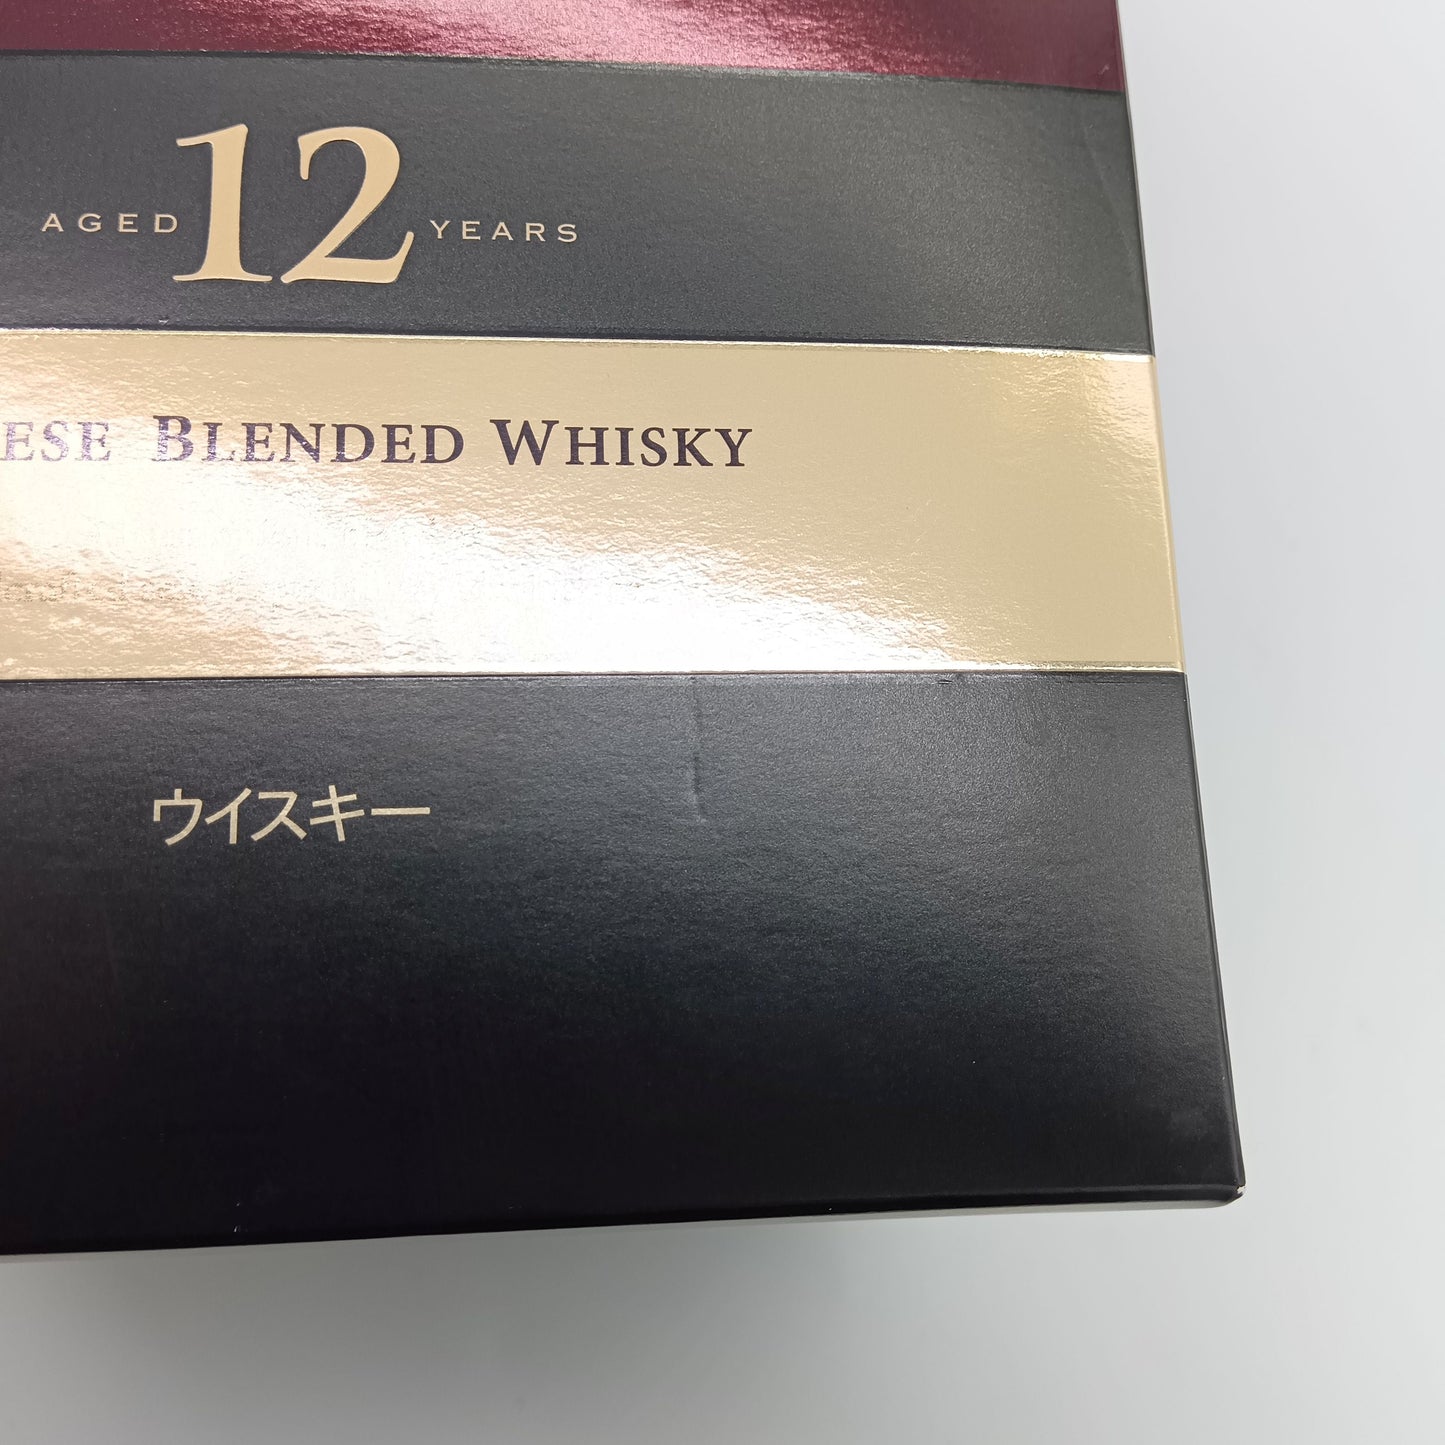 AGED 12 YEARS
ESE BLENDED WHISKY
ウイスキー